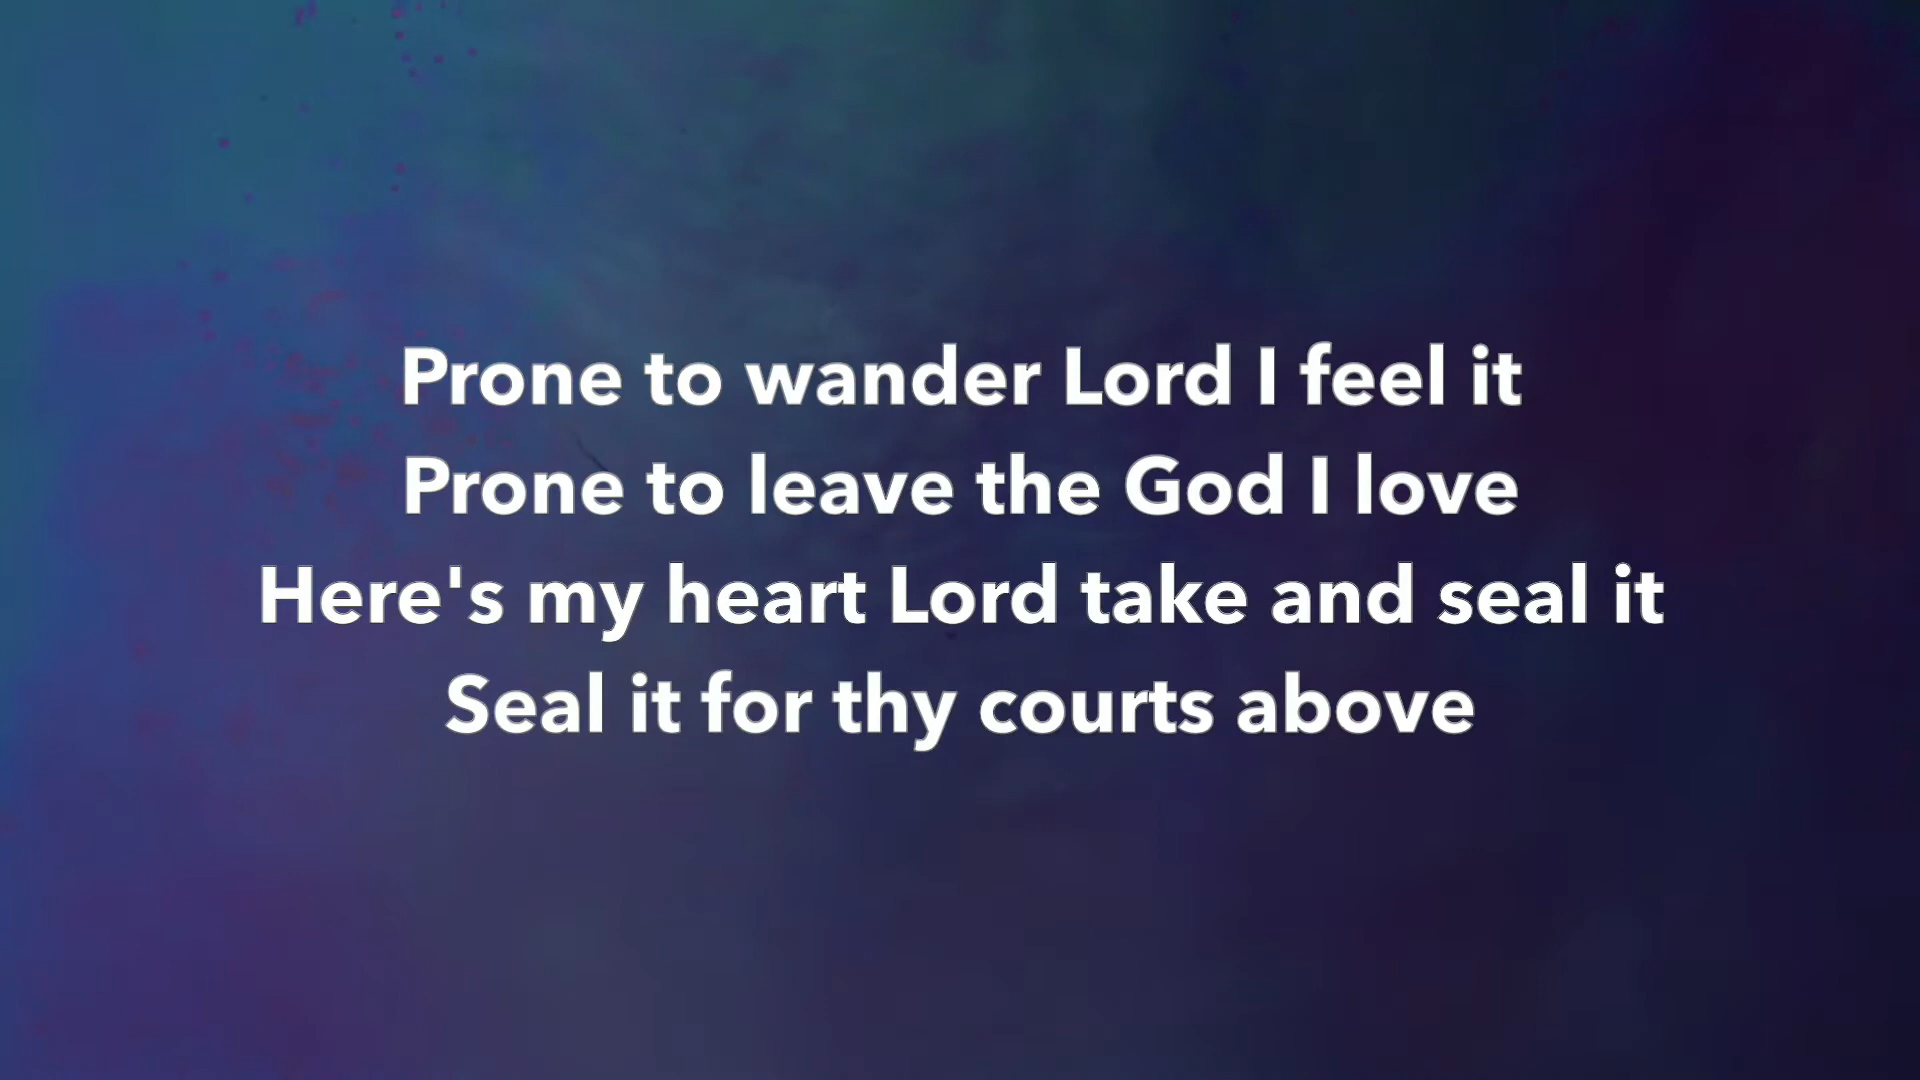 Prone to wander Lord I feel it
Prone to leave the God I love
Here's my heart Lord take and seal it
Seal it for thy courts above